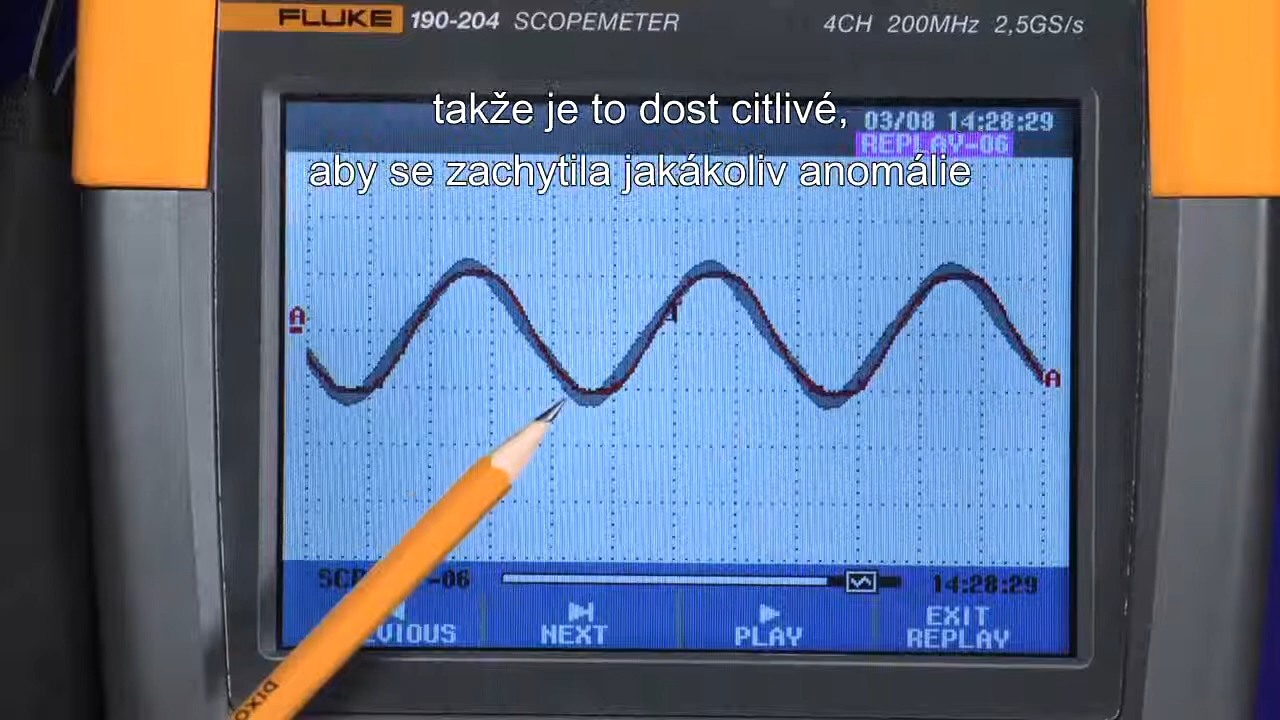 FLUKE 190-204 SCOPEMETER 4CH 200MHz 2,5GS/s
takže je to dost citlivé,
03/08 14:28:29
REPLAY-06
aby se zachytila jakákoliv anomálie
A
A
A
-06 14:28:29
NEXT PLAY EXIT REPLAY